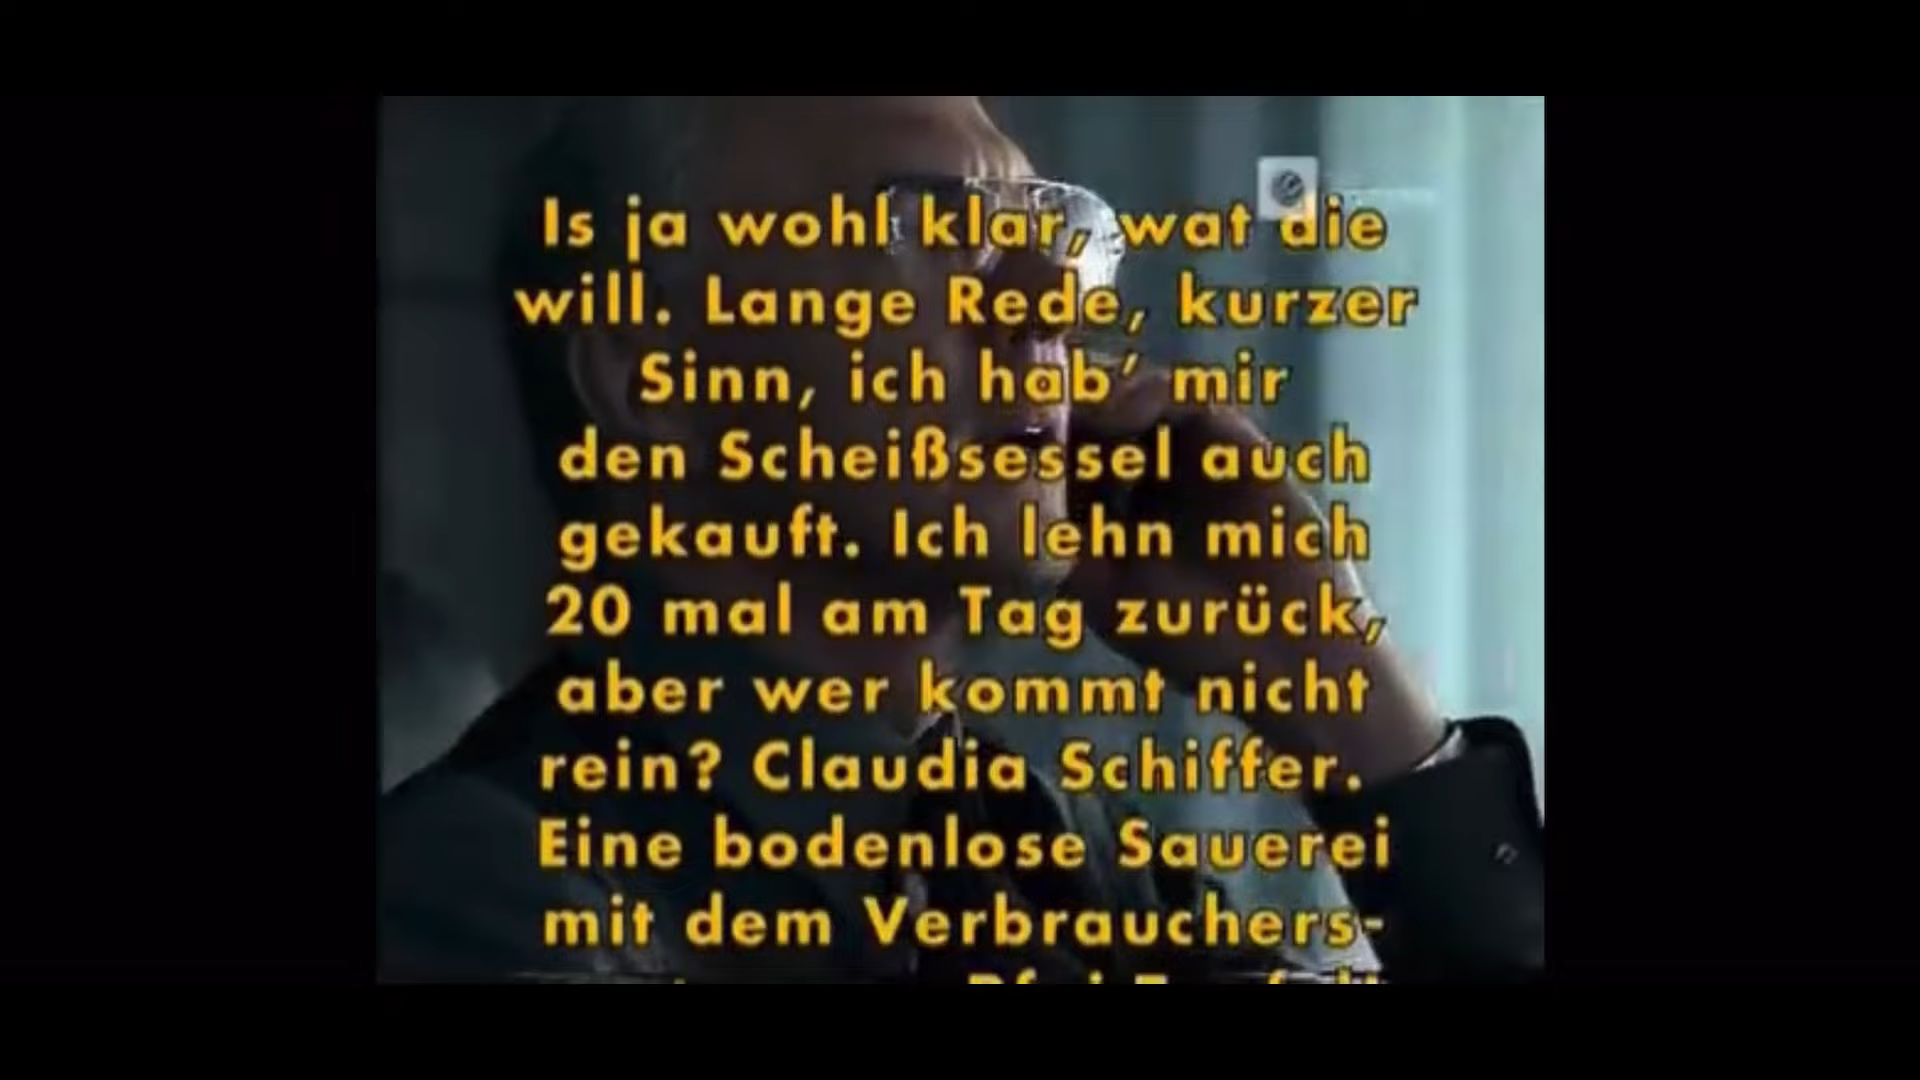 Is ja wohl klar, wat die
will. Lange Rede, kurzer
Sinn, ich hab’ mir
den Scheißsessel auch
gekauft. Ich lehn mich
20 mal am Tag zurück,
aber wer kommt nicht
rein? Claudia Schiffer.
Eine bodenlose Sauerei
mit dem Verbrauchers-